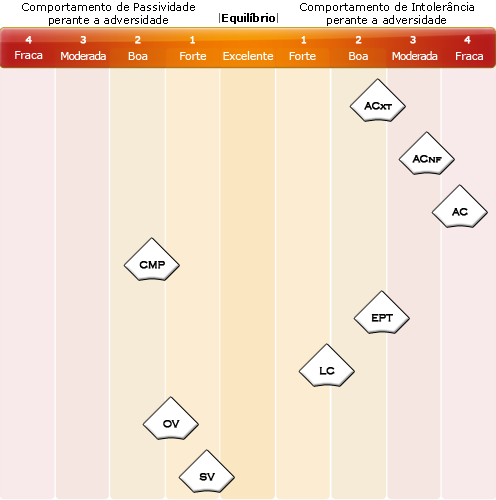 Comportamento de Passividade
perante a adversidade
|Equilíbrio|
Comportamento de Intolerância
perante a adversidade
4 3 2 1 1 2 3 4
Fraca Moderada Boa Forte Excelente Forte Boa Moderada Fraca
ACXT
ACNF
AC
CMP
EPT
LC
OV
SV